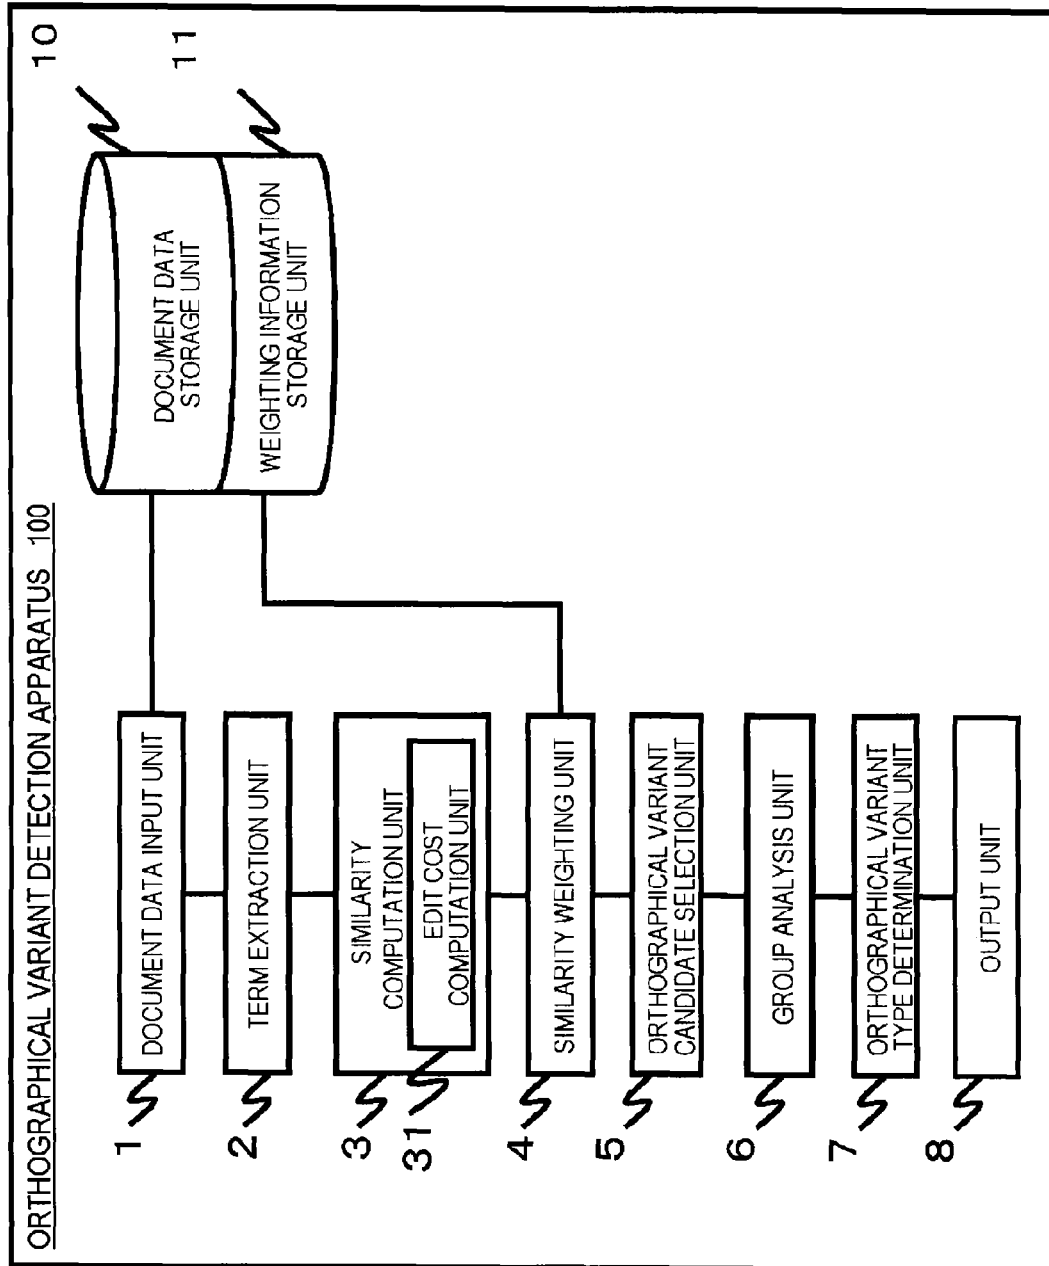 ORTHOGRAPHICAL VARIANT DETECTION APPARATUS 100
1
DOCUMENT DATA INPUT UNIT
2
TERM EXTRACTION UNIT
3
SIMILARITY
COMPUTATION UNIT
31
EDIT COST
COMPUTATION UNIT
4
SIMILARITY WEIGHTING UNIT
5
ORTHOGRAPHICAL VARIANT
CANDIDATE SELECTION UNIT
6
GROUP ANALYSIS UNIT
7
ORTHOGRAPHICAL VARIANT
TYPE DETERMINATION UNIT
8
OUTPUT UNIT
10
DOCUMENT DATA
STORAGE UNIT
11
WEIGHTING INFORMATION
STORAGE UNIT